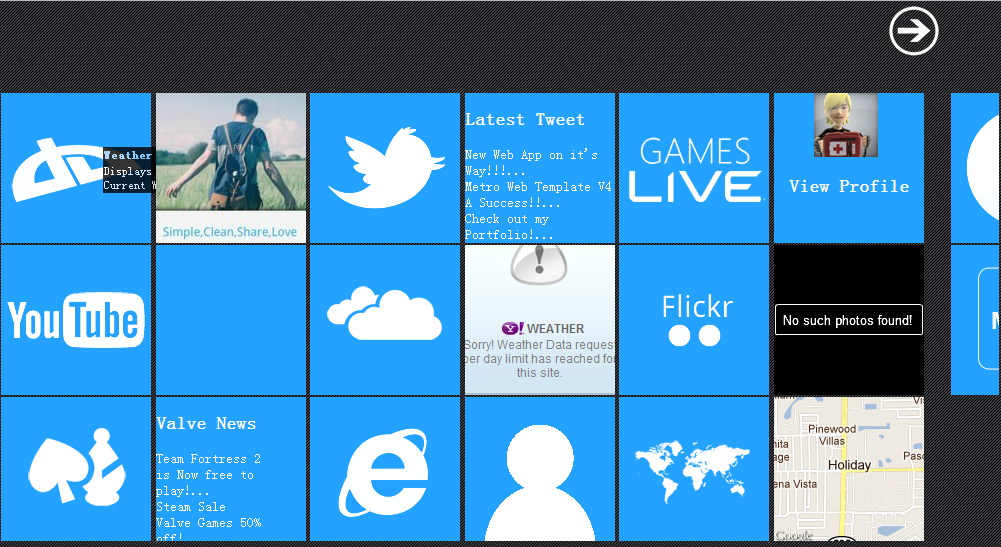 Weather
Displays
Current W
Simple,Clean,Share,Love
Latest Tweet
New Web App on it's
Way!!!...
Metro Web Template V4
A Success!!...
Check out my
Portfolio!...
GAMES
LIVE
View Profile
YouTube
Y! WEATHER
Sorry! Weather Data request
per day limit has reached for
this site.
Flickr
No such photos found!
Valve News
Team Fortress 2
is Now free to
play!...
Steam Sale
Valve Games 50%
off!
Pinewood
Villas
Holiday
ena Vista
Google